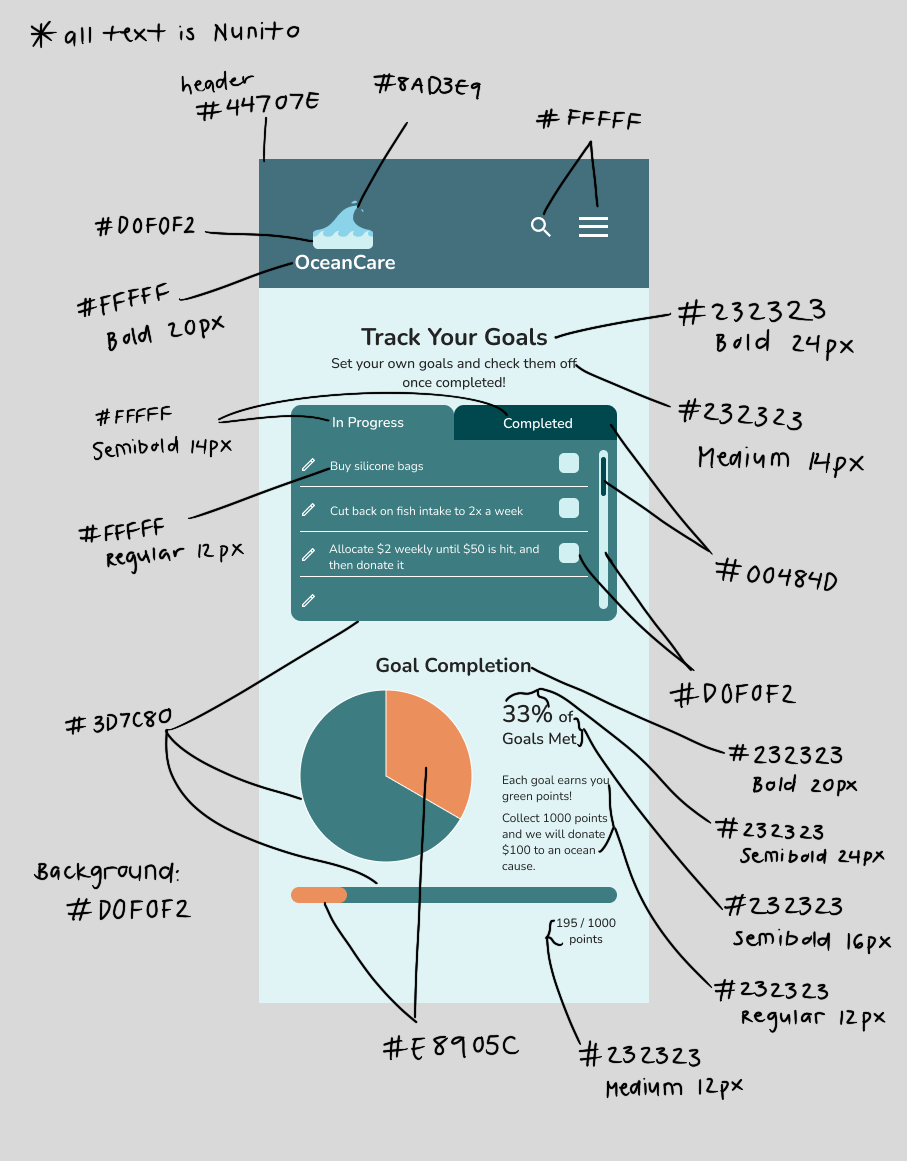 * all text is Nunito
header
#44707E
#8AD3E9
# FFFFF
#D0F0F2
OceanCare
#FFFFF
Bold 20px
Track Your Goals
#232323
Bold 24px
Set your own goals and check them off
once completed!
#FFFFF
Semibold 14px
In Progress
Completed
#232323
Medium 14px
Buy silicone bags
Cut back on fish intake to 2x a week
#FFFFF
Regular 12px
Allocate $2 weekly until $50 is hit, and
then donate it
#00484D
Goal Completion
#D0F0F2
#3D7C80
33% of
Goals Met
#232323
Bold 20px
Each goal earns you
green points!
Collect 1000 points
and we will donate
$100 to an ocean
cause.
#232323
Semibold 24px
Background:
#D0F0F2
#232323
Semibold 16px
195 / 1000
points
#232323
Regular 12px
#E8905C
#232323
Medium 12px